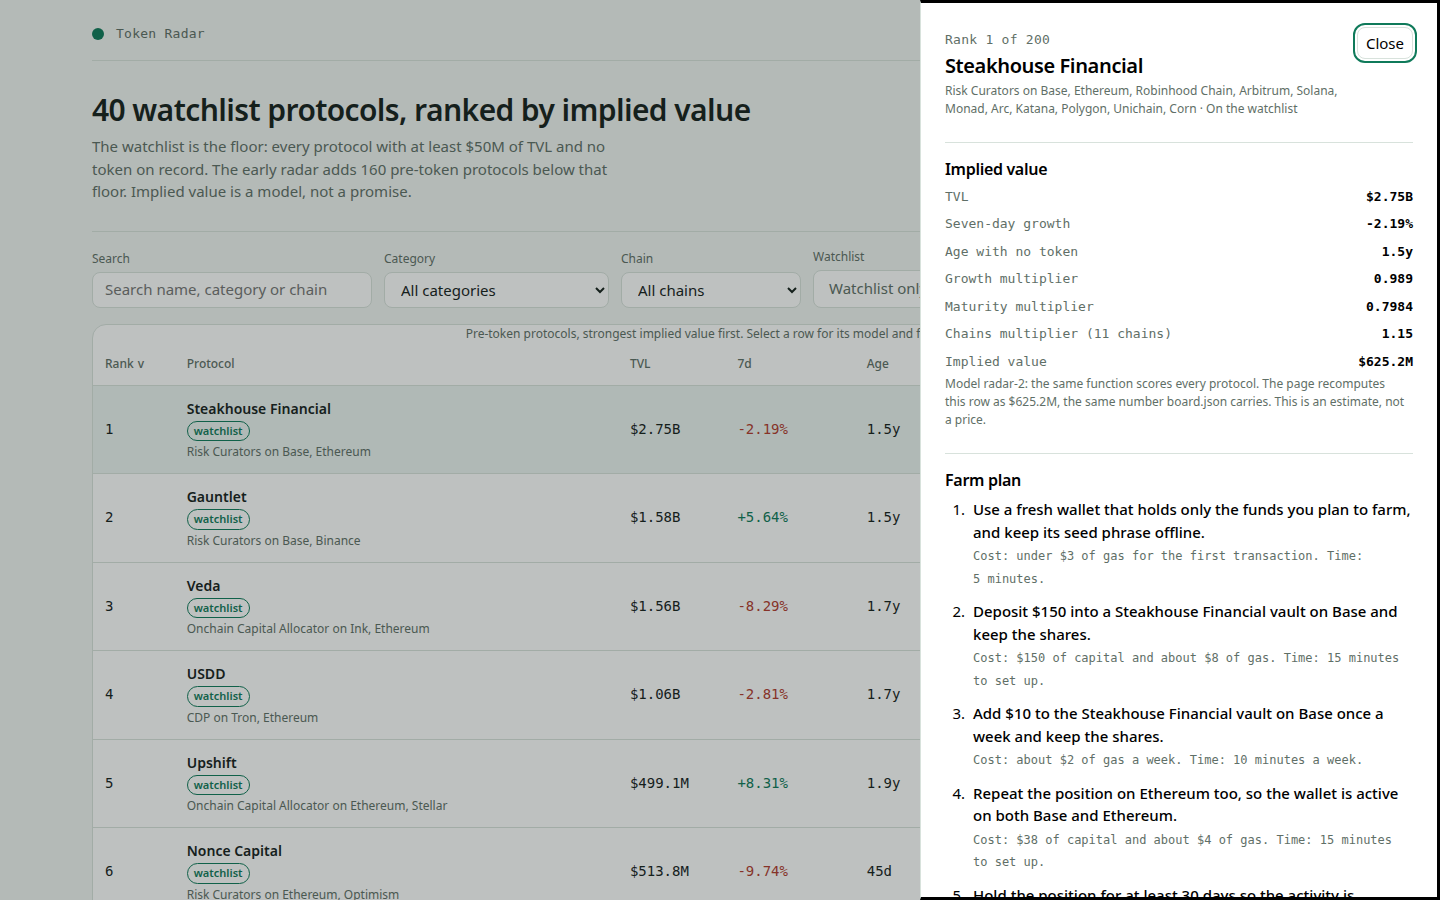 Token Radar
40 watchlist protocols, ranked by implied value
The watchlist is the floor: every protocol with at least $50M of TVL and no
token on record. The early radar adds 160 pre-token protocols below that
floor. Implied value is a model, not a promise.
Search
Category
Chain
Watchlist
Search name, category or chain
All categories
All chains
Watchlist onl
Pre-token protocols, strongest implied value first. Select a row for its model and f
Rank v
Protocol
TVL
7d
Age
1
Steakhouse Financial
watchlist
Risk Curators on Base, Ethereum
$2.75B
-2.19%
1.5y
2
Gauntlet
watchlist
Risk Curators on Base, Binance
$1.58B
+5.64%
1.5y
3
Veda
watchlist
Onchain Capital Allocator on Ink, Ethereum
$1.56B
-8.29%
1.7y
4
USDD
watchlist
CDP on Tron, Ethereum
$1.06B
-2.81%
1.7y
5
Upshift
watchlist
Onchain Capital Allocator on Ethereum, Stellar
$499.1M
+8.31%
1.9y
6
Nonce Capital
watchlist
Risk Curators on Ethereum, Optimism
$513.8M
-9.74%
45d
Rank 1 of 200
Close
Steakhouse Financial
Risk Curators on Base, Ethereum, Robinhood Chain, Arbitrum, Solana,
Monad, Arc, Katana, Polygon, Unichain, Corn · On the watchlist
Implied value
TVL $2.75B
Seven-day growth -2.19%
Age with no token 1.5y
Growth multiplier 0.989
Maturity multiplier 0.7984
Chains multiplier (11 chains) 1.15
Implied value $625.2M
Model radar-2: the same function scores every protocol. The page recomputes
this row as $625.2M, the same number board.json carries. This is an estimate, not
a price.
Farm plan
1. Use a fresh wallet that holds only the funds you plan to farm,
and keep its seed phrase offline.
Cost: under $3 of gas for the first transaction. Time:
5 minutes.
2. Deposit $150 into a Steakhouse Financial vault on Base and
keep the shares.
Cost: $150 of capital and about $8 of gas. Time: 15 minutes
to set up.
3. Add $10 to the Steakhouse Financial vault on Base once a
week and keep the shares.
Cost: about $2 of gas a week. Time: 10 minutes a week.
4. Repeat the position on Ethereum too, so the wallet is active
on both Base and Ethereum.
Cost: $38 of capital and about $4 of gas. Time: 15 minutes
to set up.
5. Hold the position for at least 30 days so the activity is